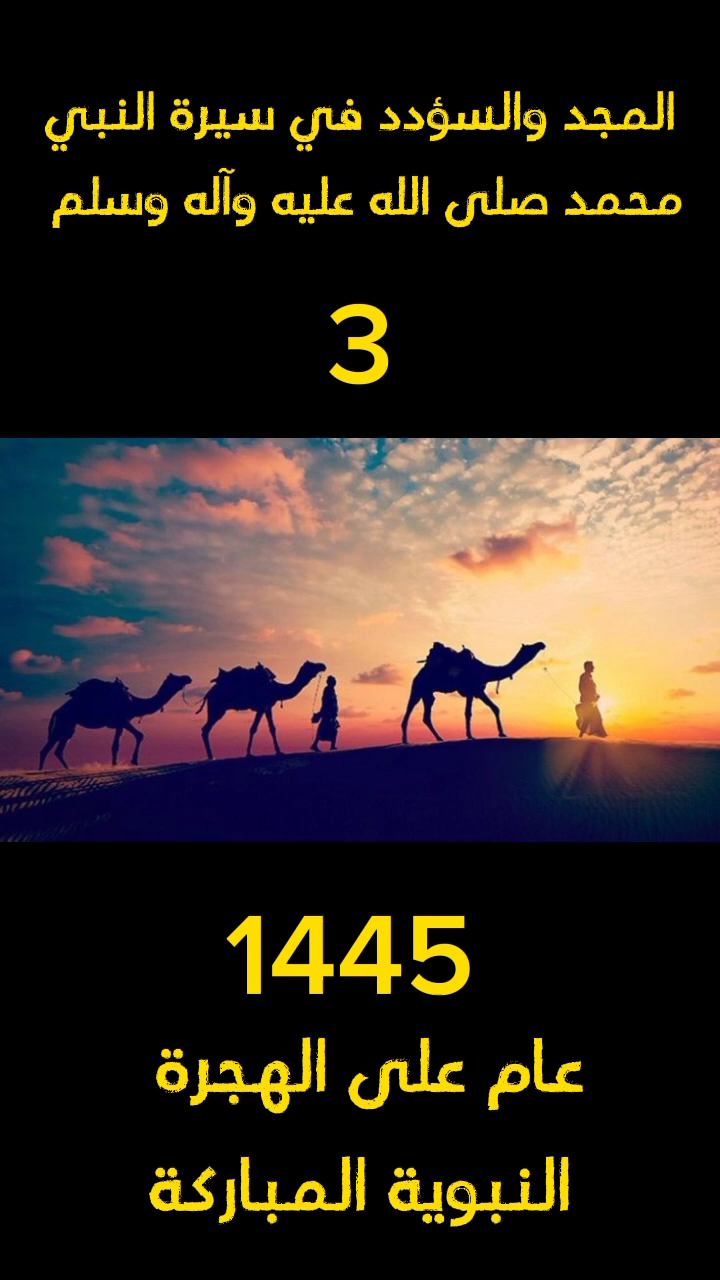 المجد والسؤدد في سيرة النبي
محمد صلى الله عليه وآله وسلم
3
1445
عام على الهجرة
النبوية المباركة